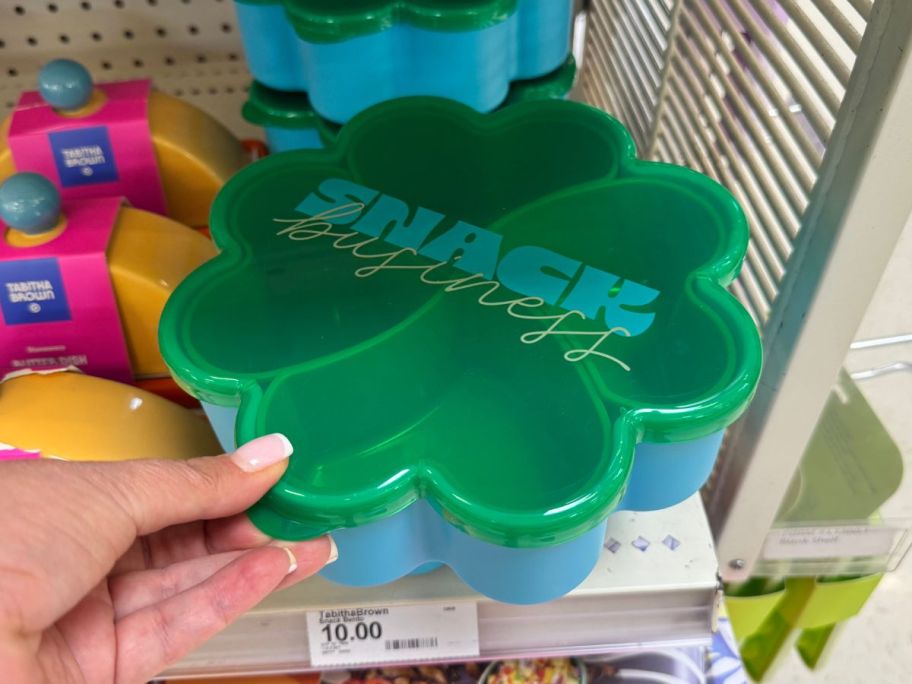 SNACK
business
TABITHA
BROWN
TABITHA
BROWN
BUTTER DISH
TabithaBrown
Snack Bento
10.00